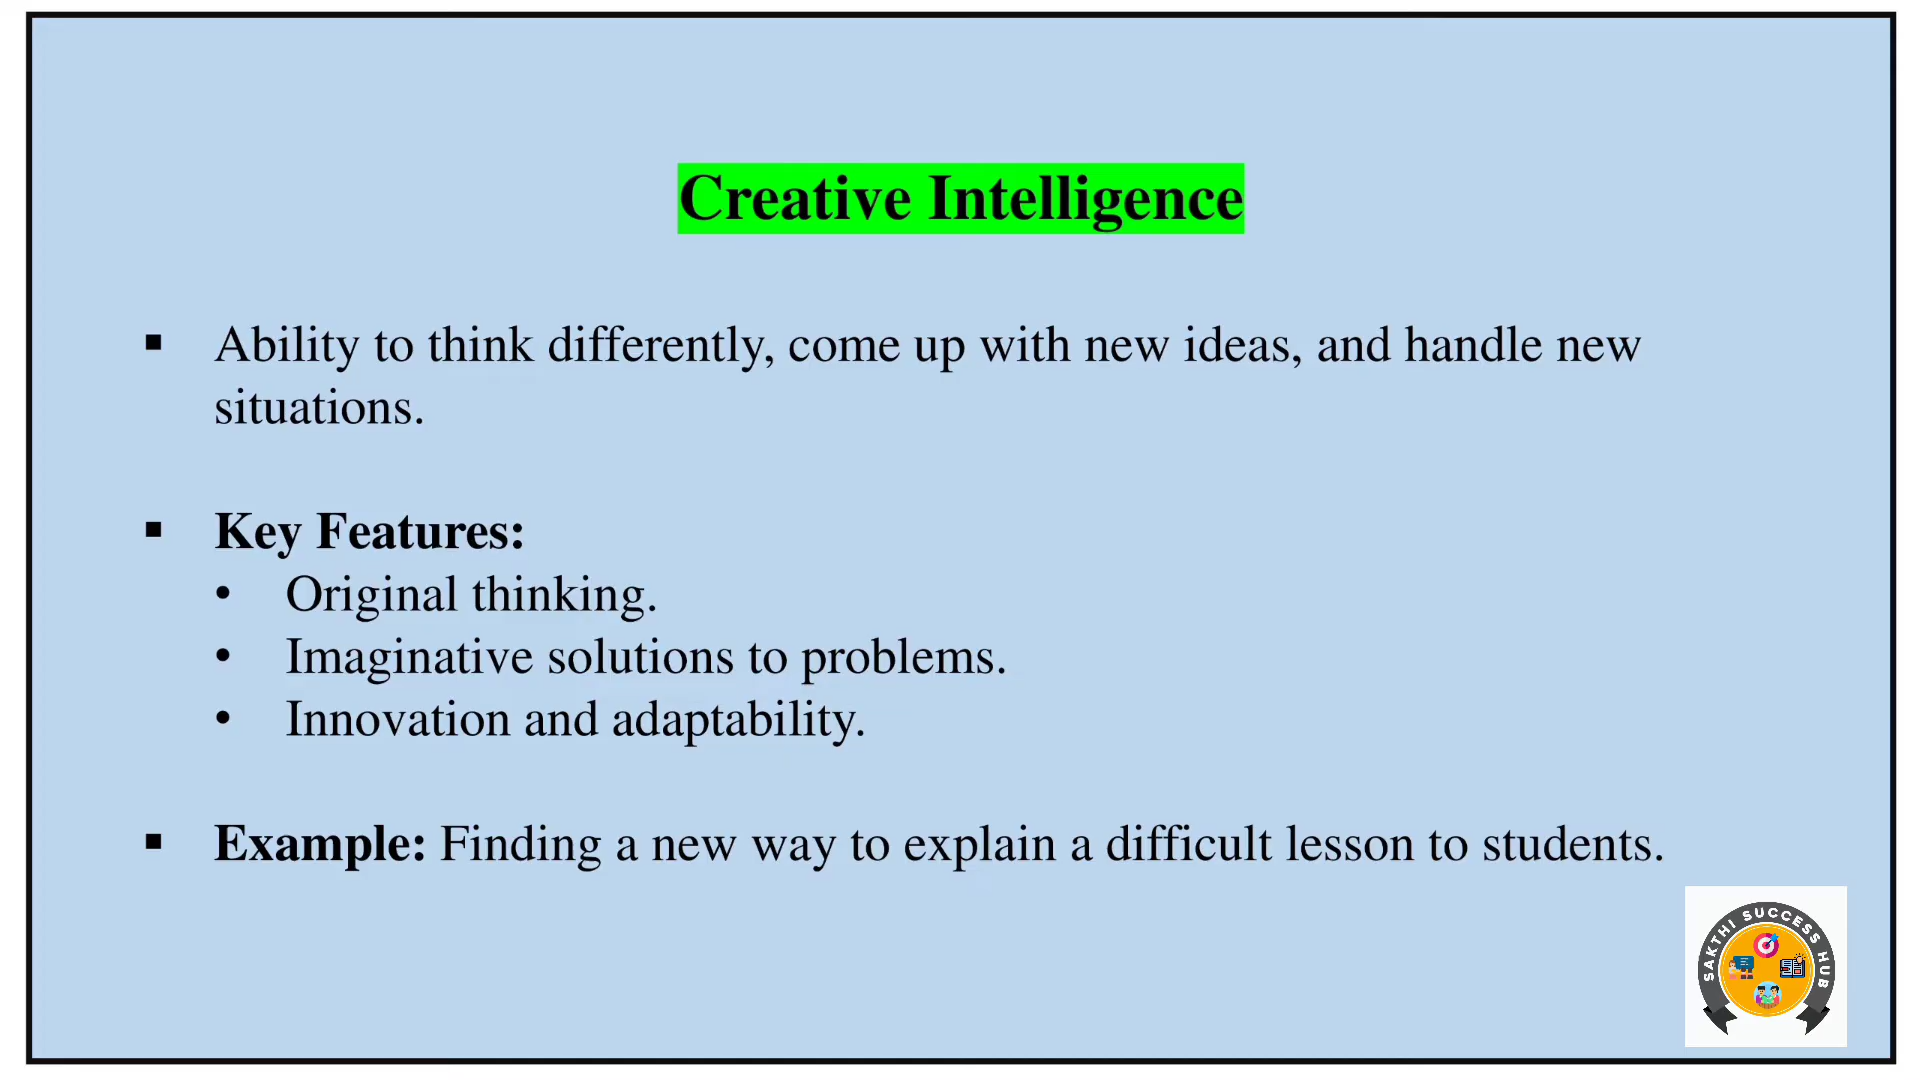 Creative Intelligence
▪ Ability to think differently, come up with new ideas, and handle new
situations.
▪ Key Features:
• Original thinking.
• Imaginative solutions to problems.
• Innovation and adaptability.
▪ Example: Finding a new way to explain a difficult lesson to students.
SAKTHI SUCCESS HUB